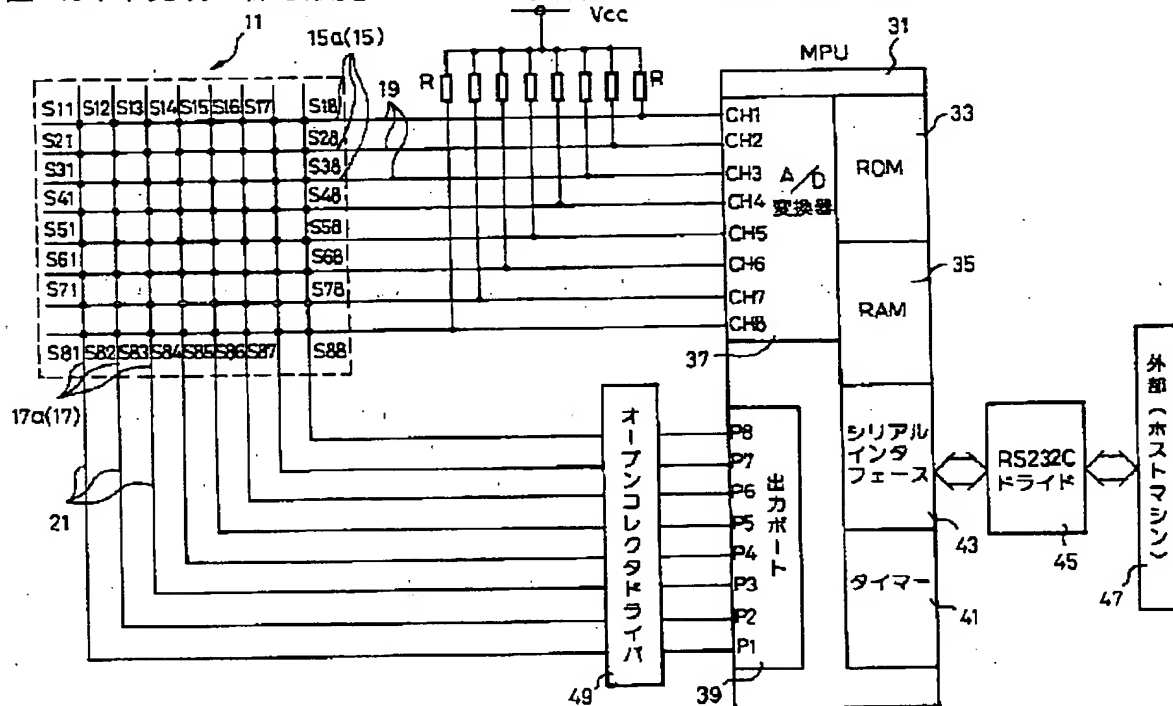 Vcc
11
15a(15)
31
MPU
R
R
19
33
S11 S12 S13 S14 S15 S16 S17 S18
S21 S28
S31 S38
S41 S48
S51 S58
S61 S68
S71 S78
S81 S82 S83 S84 S85 S86 S87 S88
CH1
CH2
CH3
CH4
CH5
CH6
CH7
CH8
A/D
変換器
ROM
35
RAM
37
17a(17)
21
オープンコレクタドライバ
49
P8
P7
P6
P5
P4
P3
P2
P1
出力ポート
39
シリアル
インタ
フェース
43
タイマー
41
RS232C
ドライド
45
外部(ホストマシン)
47